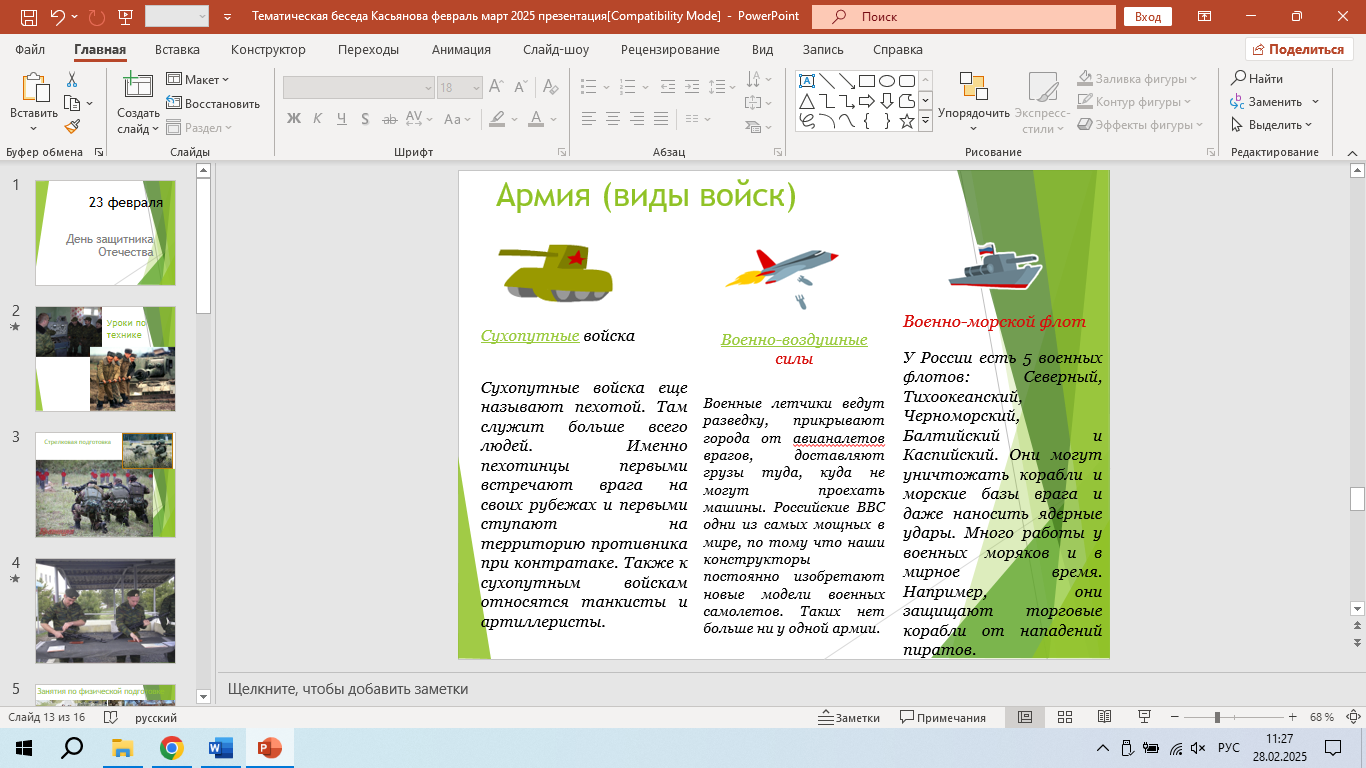 Тематическая беседа Касьянова февраль март 2025 презентация[Compatibility Mode] - PowerPoint
Поиск
Вход
Файл Главная Вставка Конструктор Переходы Анимация Слайд-шоу Рецензирование Вид Запись Справка
Поделиться
Вставить
Создать слайд
Макет
Восстановить
Раздел
18
Ж К Ч S ab AV Aa A
Упорядочить
Экспресс-стили
Заливка фигуры
Контур фигуры
Эффекты фигуры
Найти
Заменить
Выделить
Буфер обмена Слайды Шрифт Абзац Рисование Редактирование
1
23 февраля
День защитника
Отечества
2
Уроки по
технике
3
Стрелковая подготовка
4
5
Занятия по физической подготовке
Армия (виды войск)
Сухопутные войска
Сухопутные войска еще
называют пехотой. Там
служит больше всего
людей. Именно
пехотинцы первыми
встречают врага на
своих рубежах и первыми
ступают на
территорию противника
при контратаке. Также к
сухопутным войскам
относятся танкисты и
артиллеристы.
Военно-воздушные
силы
Военные летчики ведут
разведку, прикрывают
города от авианалетов
врагов, доставляют
грузы туда, куда не
могут проехать
машины. Российские ВВС
одни из самых мощных в
мире, по тому что наши
конструкторы
постоянно изобретают
новые модели военных
самолетов. Таких нет
больше ни у одной армии.
Военно-морской флот
У России есть 5 военных
флотов: Северный,
Тихоокеанский,
Черноморский,
Балтийский и
Каспийский. Они могут
уничтожать корабли и
морские базы врага и
даже наносить ядерные
удары. Много работы у
военных моряков и в
мирное время.
Например, они
защищают торговые
корабли от нападений
пиратов.
Щелкните, чтобы добавить заметки
Слайд 13 из 16
русский
Заметки
Примечания
68 %
РУС
11:27
28.02.2025